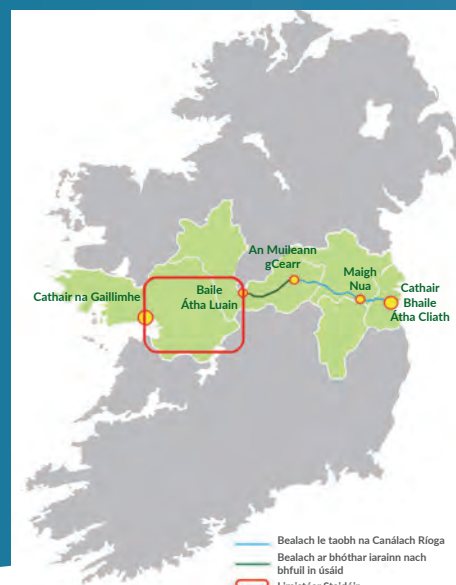 An Muileann
gCearr
Baile
Átha Luain
Maigh
Nua
Cathair
Bhaile
Átha Cliath
Cathair na Gaillimhe
Bealach le taobh na Canálach Ríoga
Bealach ar bhóthar iarainn nach
bhfuil in úsáid